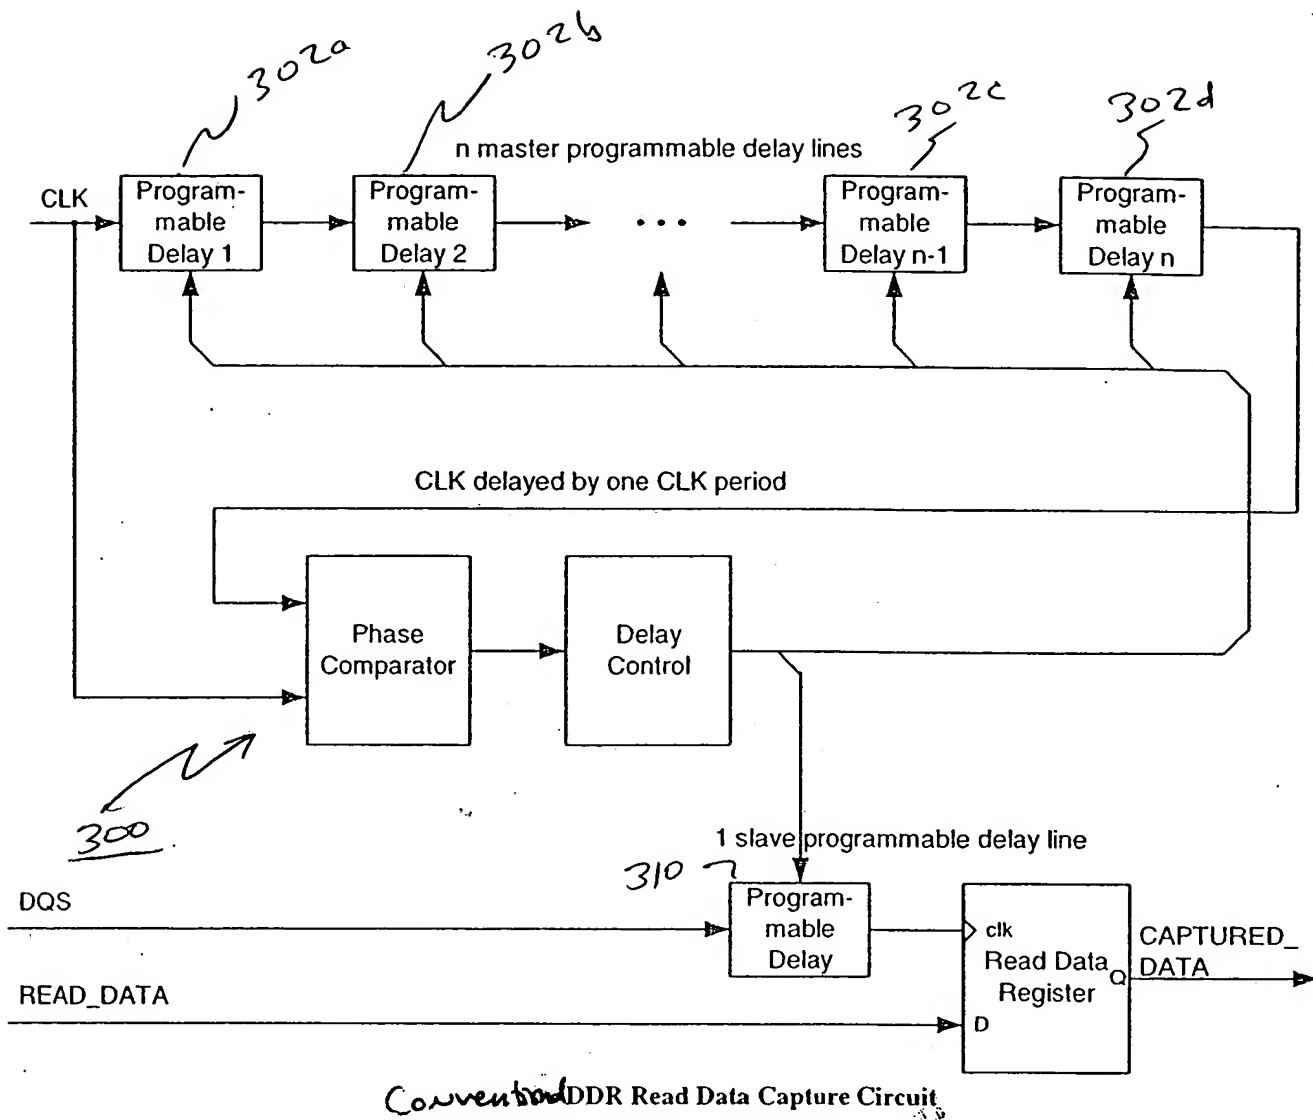 302a
302b
302c
302d
n master programmable delay lines
CLK
Program-
mable
Delay 1
Program-
mable
Delay 2
• • •
Program-
mable
Delay n-1
Program-
mable
Delay n
CLK delayed by one CLK period
Phase
Comparator
Delay
Control
300
1 slave programmable delay line
310
DQS
Program-
mable
Delay
clk
Read Data
Register
Q
D
CAPTURED_
DATA
READ_DATA
Conventional DDR Read Data Capture Circuit